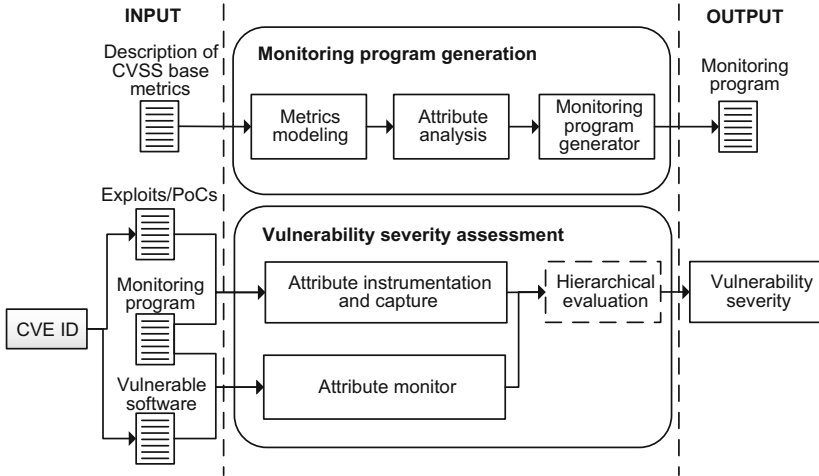 INPUT
OUTPUT
Description of
CVSS base
metrics
Monitoring program generation
Metrics
modeling
Attribute
analysis
Monitoring
program
generator
Monitoring
program
Exploits/PoCs
Monitoring
program
CVE ID
Vulnerable
software
Vulnerability severity assessment
Attribute instrumentation
and capture
Attribute monitor
Hierarchical
evaluation
Vulnerability
severity